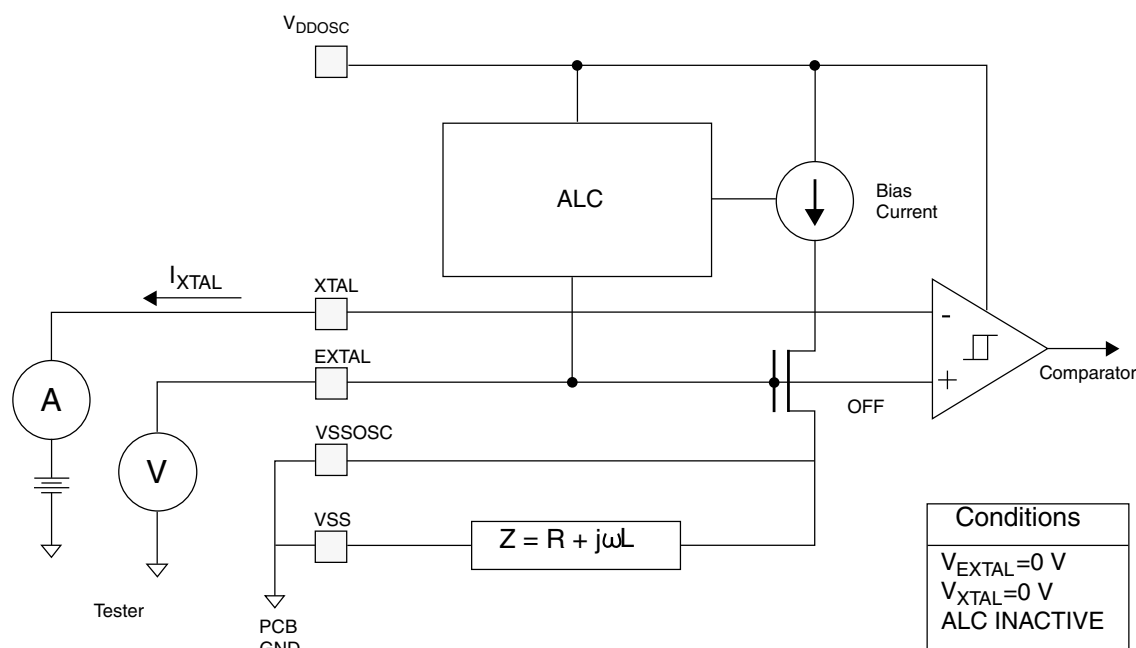 VDDOSC
ALC
Bias
Current
IXTAL
XTAL
-
EXTAL
A
+
Comparator
OFF
VSSOSC
V
VSS
Z = R + jωL
Conditions
VEXTAL=0 V
VXTAL=0 V
ALC INACTIVE
Tester
PCB
GND